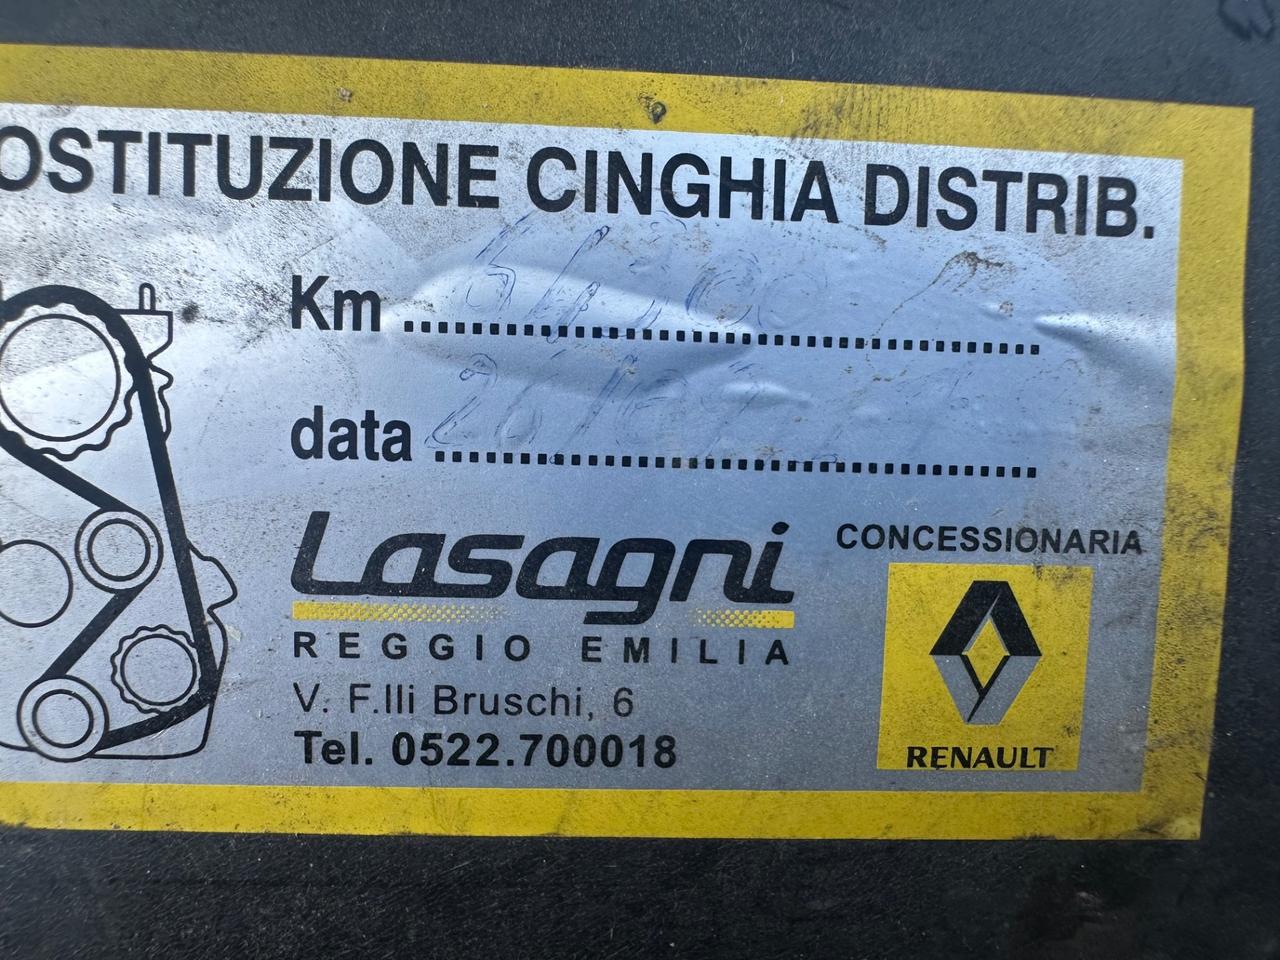 OSTITUZIONE CINGHIA DISTRIB.
Km
data
Lasagni
REGGIO EMILIA
V. F.lli Bruschi, 6
Tel. 0522.700018
CONCESSIONARIA
RENAULT